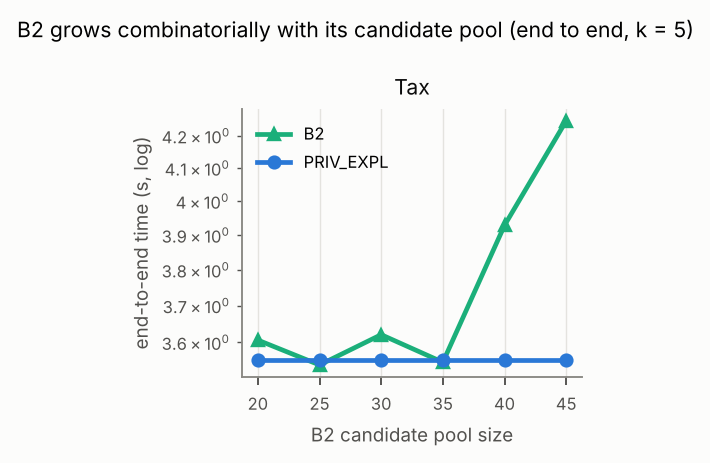 B2 grows combinatorially with its candidate pool (end to end, k = 5)
Tax
B2
PRIV_EXPL
end-to-end time (s, log)
4.2 × 10⁰
4.1 × 10⁰
4 × 10⁰
3.9 × 10⁰
3.8 × 10⁰
3.7 × 10⁰
3.6 × 10⁰
20 25 30 35 40 45
B2 candidate pool size